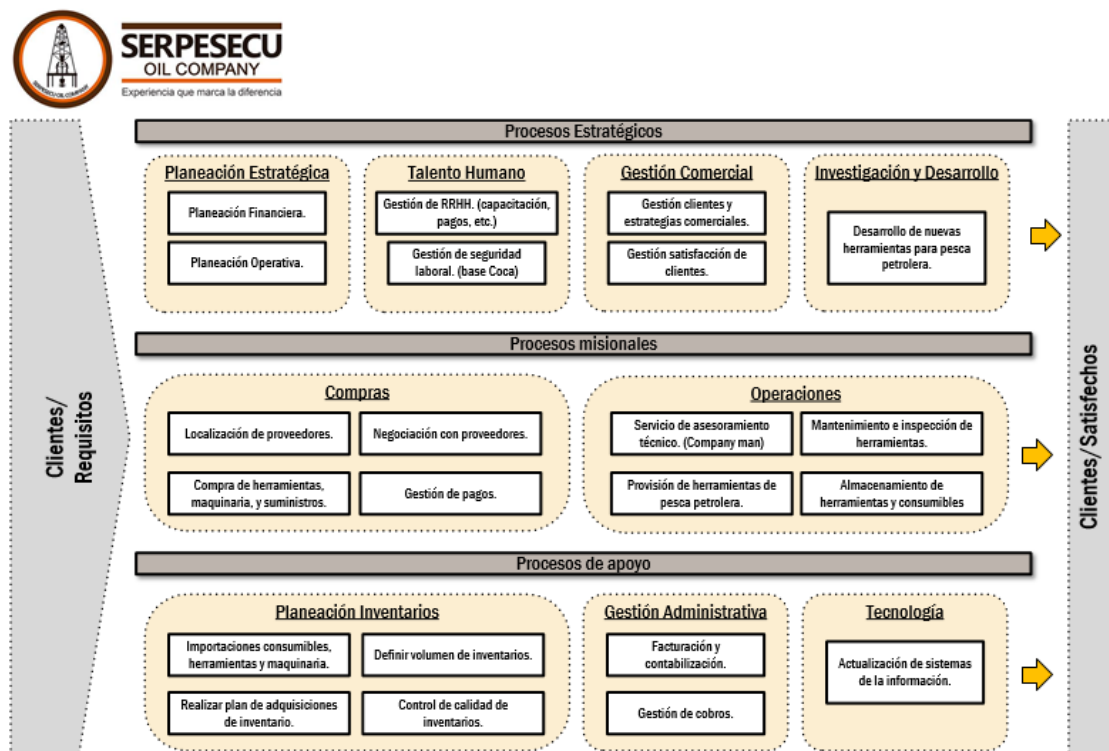 SERPESECU
OIL COMPANY
Experiencia que marca la diferencia
SERPESECU OIL COMPANY
Clientes/
Requisitos
Procesos Estratégicos
Planeación Estratégica
Planeación Financiera.
Planeación Operativa.
Talento Humano
Gestión de RRHH. (capacitación,
pagos, etc.)
Gestión de seguridad
laboral. (base Coca)
Gestión Comercial
Gestión clientes y
estrategias comerciales.
Gestión satisfacción de
clientes.
Investigación y Desarrollo
Desarrollo de nuevas
herramientas para pesca
petrolera.
Procesos misionales
Compras
Localización de proveedores.
Negociación con proveedores.
Compra de herramientas,
maquinaria, y suministros.
Gestión de pagos.
Operaciones
Servicio de asesoramiento
técnico. (Company man)
Mantenimiento e inspección de
herramientas.
Provisión de herramientas de
pesca petrolera.
Almacenamiento de
herramientas y consumibles
Procesos de apoyo
Planeación Inventarios
Importaciones consumibles,
herramientas y maquinaria.
Definir volumen de inventarios.
Realizar plan de adquisiciones
de inventario.
Control de calidad de
inventarios.
Gestión Administrativa
Facturación y
contabilización.
Gestión de cobros.
Tecnología
Actualización de sistemas
de la información.
Clientes/Satisfechos